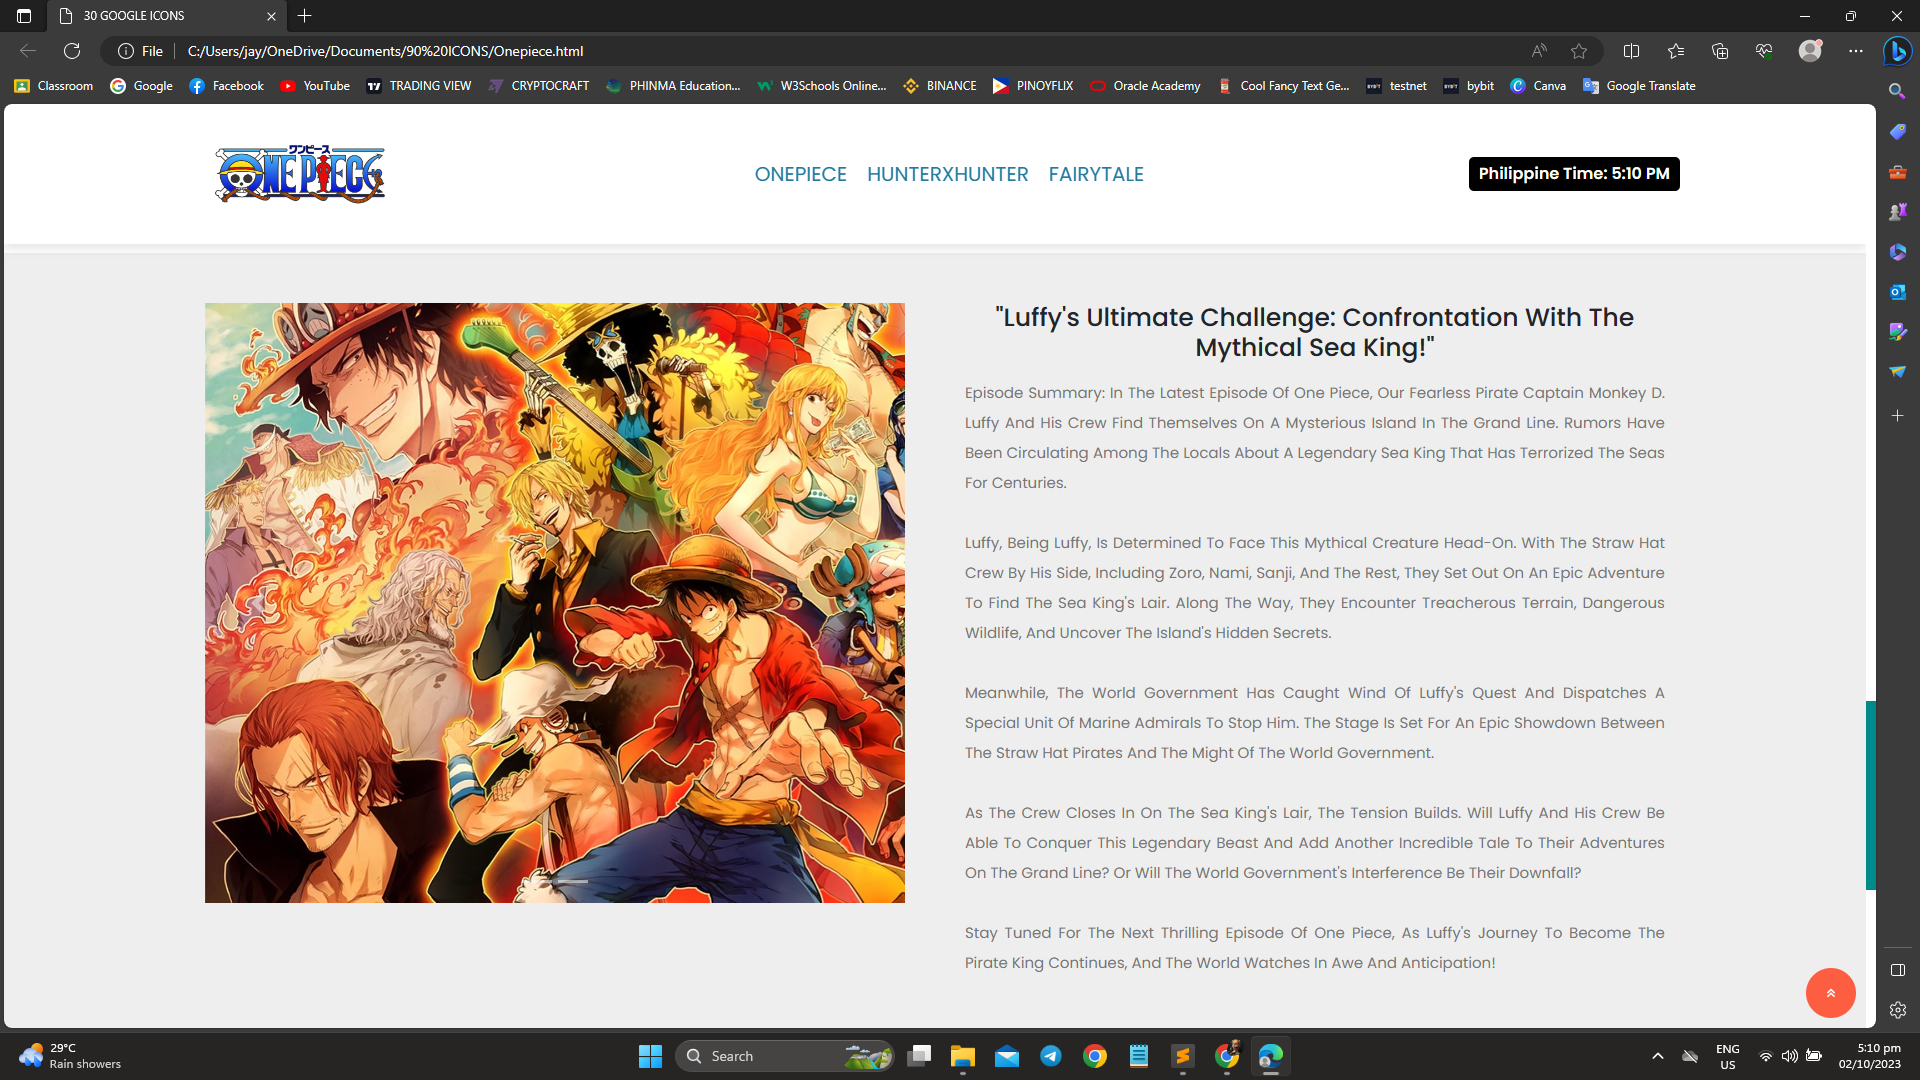 30 GOOGLE ICONS
File
C:/Users/jay/OneDrive/Documents/90%20ICONS/Onepiece.html
Classroom
Google
Facebook
YouTube
TRADING VIEW
CRYPTOCRAFT
PHINMA Education...
W3Schools Online...
BINANCE
PINOYFLIX
Oracle Academy
Cool Fancy Text Ge...
testnet
bybit
Canva
Google Translate
ワンピース
ONE PIECE
ONEPIECE
HUNTERXHUNTER
FAIRYTALE
Philippine Time: 5:10 PM
"Luffy's Ultimate Challenge: Confrontation With The
Mythical Sea King!"
Episode Summary: In The Latest Episode Of One Piece, Our Fearless Pirate Captain Monkey D.
Luffy And His Crew Find Themselves On A Mysterious Island In The Grand Line. Rumors Have
Been Circulating Among The Locals About A Legendary Sea King That Has Terrorized The Seas
For Centuries.
Luffy, Being Luffy, Is Determined To Face This Mythical Creature Head-On. With The Straw Hat
Crew By His Side, Including Zoro, Nami, Sanji, And The Rest, They Set Out On An Epic Adventure
To Find The Sea King's Lair. Along The Way, They Encounter Treacherous Terrain, Dangerous
Wildlife, And Uncover The Island's Hidden Secrets.
Meanwhile, The World Government Has Caught Wind Of Luffy's Quest And Dispatches A
Special Unit Of Marine Admirals To Stop Him. The Stage Is Set For An Epic Showdown Between
The Straw Hat Pirates And The Might Of The World Government.
As The Crew Closes In On The Sea King's Lair, The Tension Builds. Will Luffy And His Crew Be
Able To Conquer This Legendary Beast And Add Another Incredible Tale To Their Adventures
On The Grand Line? Or Will The World Government's Interference Be Their Downfall?
Stay Tuned For The Next Thrilling Episode Of One Piece, As Luffy's Journey To Become The
Pirate King Continues, And The World Watches In Awe And Anticipation!
29°C
Rain showers
Search
ENG
US
5:10 pm
02/10/2023